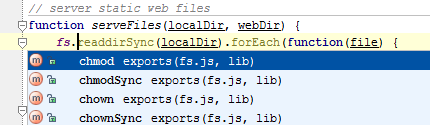 // server static web files
function serveFiles(localDir, webDir) {
fs.readdirSync(localDir).forEach(function(file) {
m chmod exports(fs.js, lib)
m chmodSync exports(fs.js, lib)
m chown exports(fs.js, lib)
m chownSync exports(fs.js, lib)